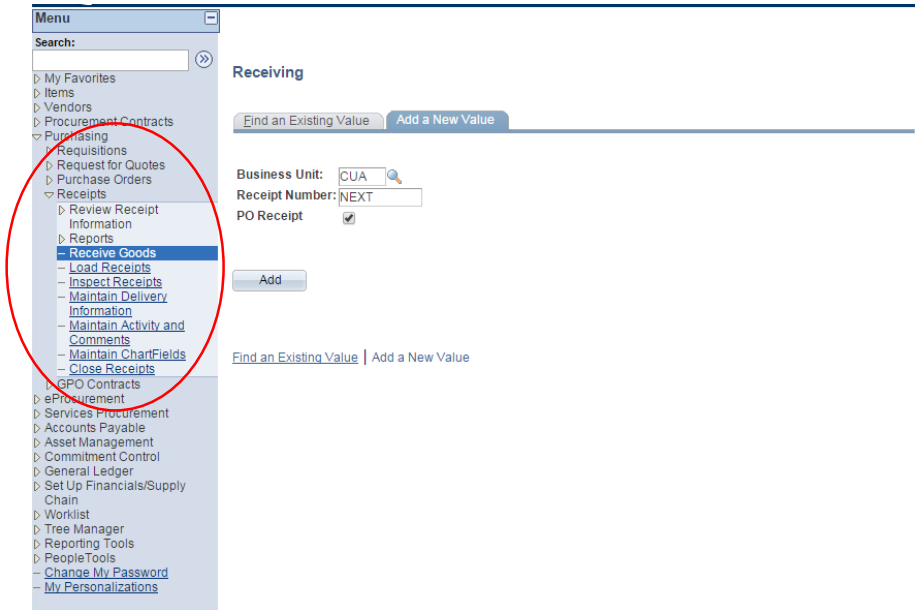 Menu
Search:
My Favorites
Items
Vendors
Procurement Contracts
Purchasing
Requisitions
Request for Quotes
Purchase Orders
Receipts
Review Receipt
Information
Reports
Receive Goods
Load Receipts
Inspect Receipts
Maintain Delivery
Information
Maintain Activity and
Comments
Maintain ChartFields
Close Receipts
GPO Contracts
eProcurement
Services Procurement
Accounts Payable
Asset Management
Commitment Control
General Ledger
Set Up Financials/Supply
Chain
Worklist
Tree Manager
Reporting Tools
PeopleTools
Change My Password
My Personalizations
Receiving
Find an Existing Value Add a New Value
Business Unit: CUA
Receipt Number: NEXT
PO Receipt
Add
Find an Existing Value | Add a New Value